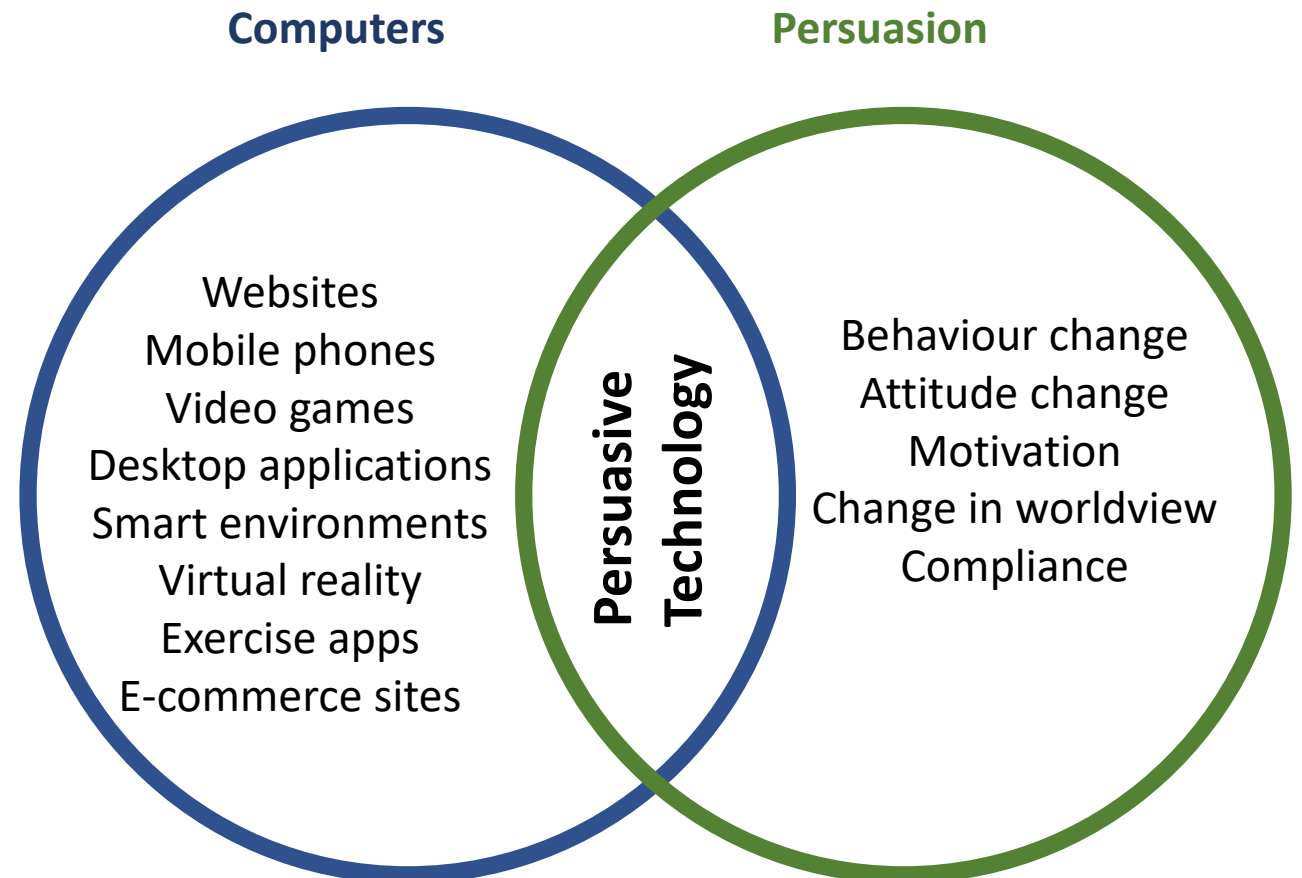 Computers
Persuasion
Websites
Mobile phones
Video games
Desktop applications
Smart environments
Virtual reality
Exercise apps
E-commerce sites
Persuasive
Technology
Behaviour change
Attitude change
Motivation
Change in worldview
Compliance